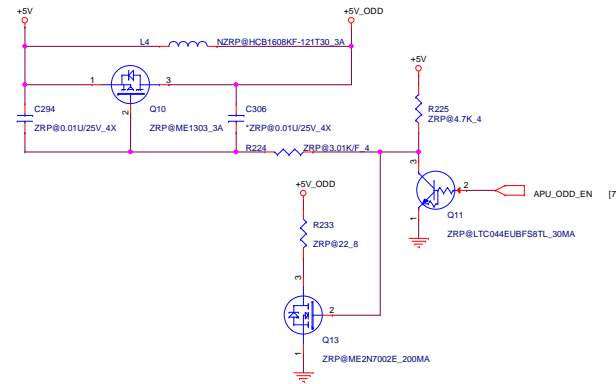 +5V
+5V_ODD
L4
NZRP@HCB1608KF-121T30_3A
+5V
1
3
2
C294
Q10
C306
R225
ZRP@4.7K_4
ZRP@0.01U/25V_4X
ZRP@ME1303_3A
*ZRP@0.01U/25V_4X
R224
ZRP@3.01K/F_4
3
+5V_ODD
2
APU_ODD_EN
[7
1
Q11
R233
ZRP@22_8
ZRP@LTC044EUBFS8TL_30MA
3
2
Q13
1
ZRP@ME2N7002E_200MA